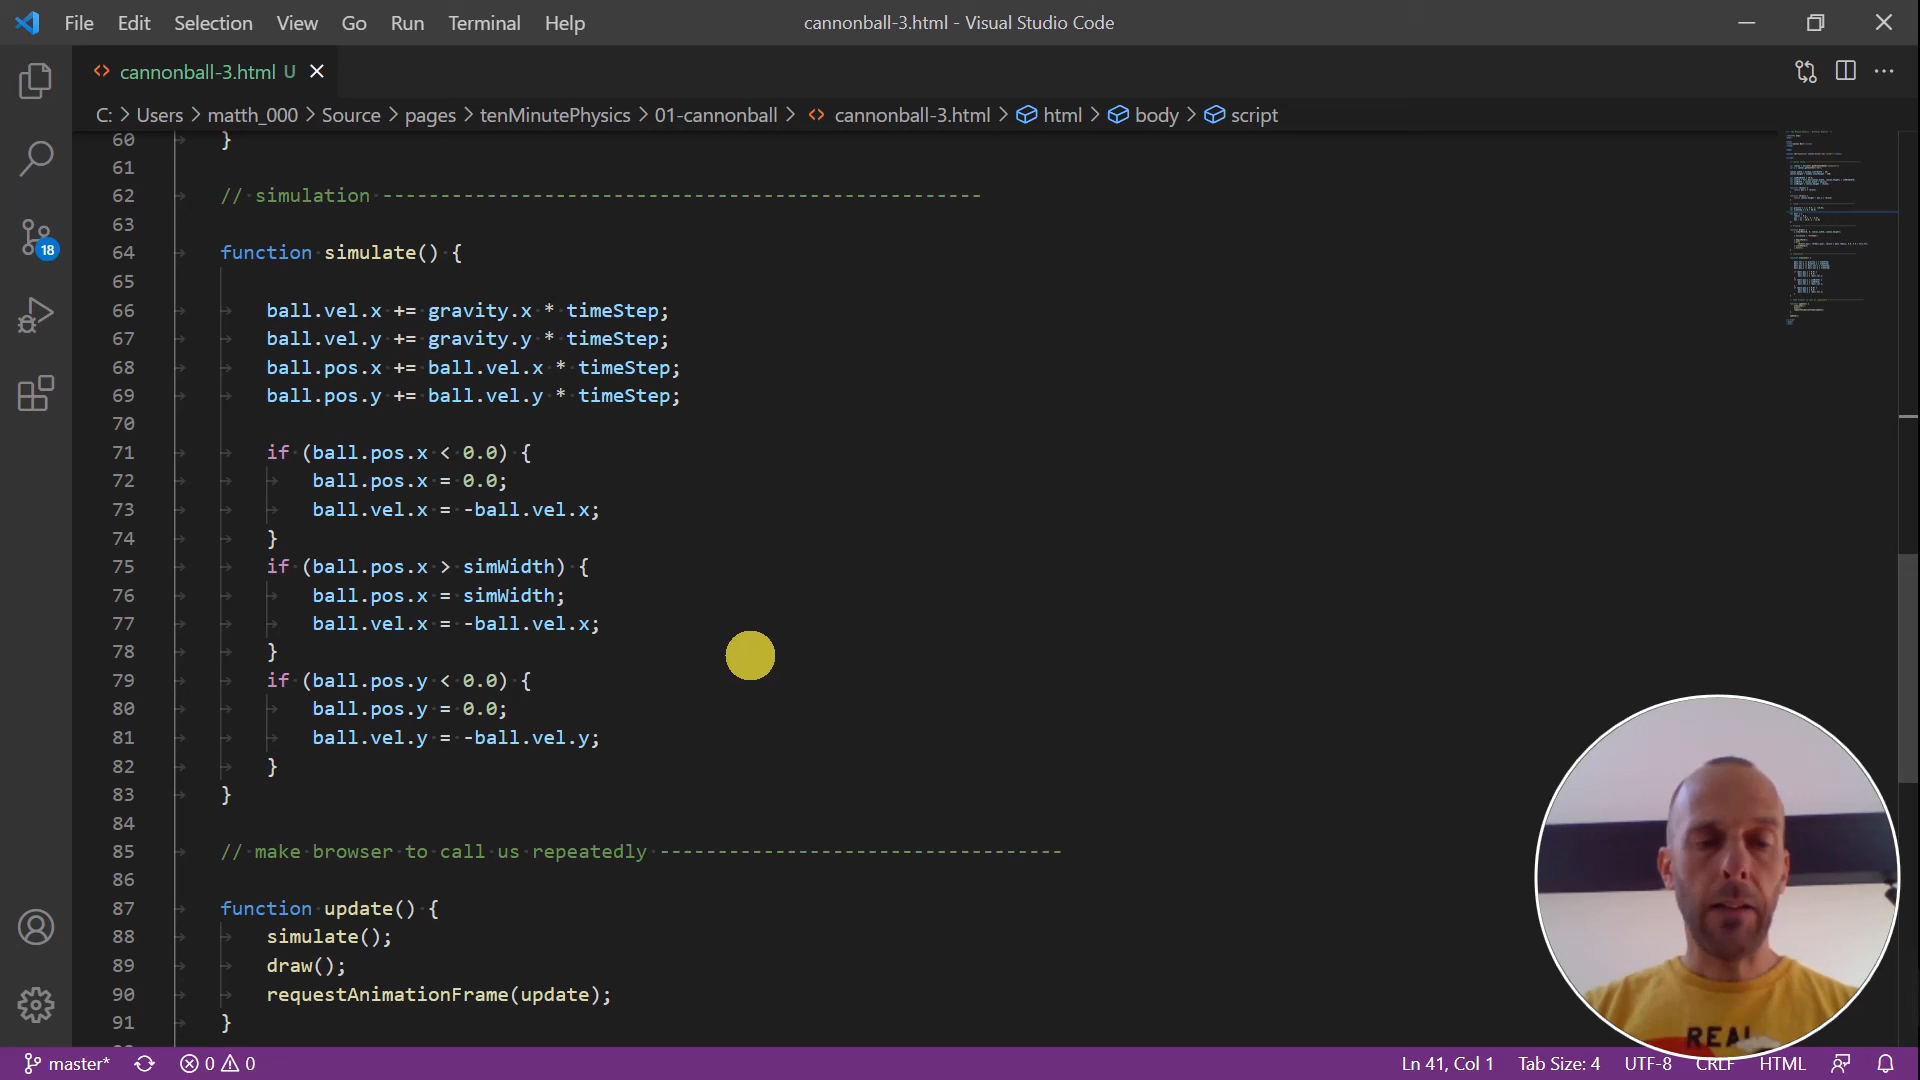 File Edit Selection View Go Run Terminal Help cannonball-3.html - Visual Studio Code
cannonball-3.html U
C: > Users > matth_000 > Source > pages > tenMinutePhysics > 01-cannonball > cannonball-3.html > html > body > script
60 }
61
62 // simulation ----------------------------------------------------
63
64 function simulate() {
65
66 ball.vel.x += gravity.x * timeStep;
67 ball.vel.y += gravity.y * timeStep;
68 ball.pos.x += ball.vel.x * timeStep;
69 ball.pos.y += ball.vel.y * timeStep;
70
71 if (ball.pos.x < 0.0) {
72 ball.pos.x = 0.0;
73 ball.vel.x = -ball.vel.x;
74 }
75 if (ball.pos.x > simWidth) {
76 ball.pos.x = simWidth;
77 ball.vel.x = -ball.vel.x;
78 }
79 if (ball.pos.y < 0.0) {
80 ball.pos.y = 0.0;
81 ball.vel.y = -ball.vel.y;
82 }
83 }
84
85 // make browser to call us repeatedly -----------------------------------
86
87 function update() {
88 simulate();
89 draw();
90 requestAnimationFrame(update);
91 }
18
REAL
master* 0 0 Ln 41, Col 1 Tab Size: 4 UTF-8 CRLF HTML